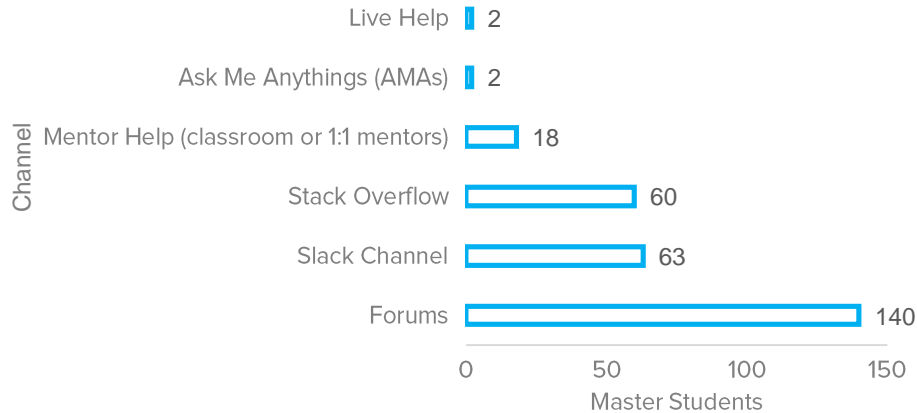 Live Help 2
Ask Me Anythings (AMAs) 2
Mentor Help (classroom or 1:1 mentors) 18
Stack Overflow 60
Slack Channel 63
Forums 140
Channel
0 50 100 150
Master Students